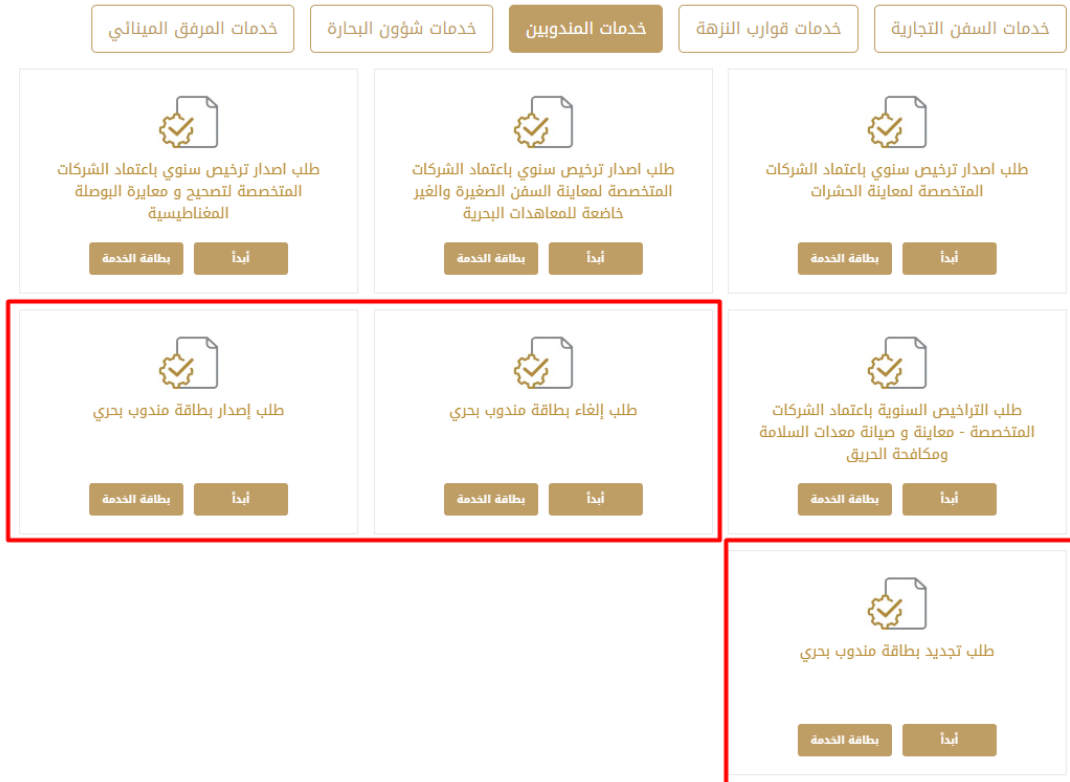 خدمات السفن التجارية
خدمات قوارب النزهة
خدمات المندوبين
خدمات شؤون البحارة
خدمات المرفق المينائي
طلب اصدار ترخيص سنوي باعتماد الشركات
المتخصصة لمعاينة الحشرات
أبدأ
بطاقة الخدمة
طلب اصدار ترخيص سنوي باعتماد الشركات
المتخصصة لمعاينة السفن الصغيرة والغير
خاضعة للمعاهدات البحرية
أبدأ
بطاقة الخدمة
طلب اصدار ترخيص سنوي باعتماد الشركات
المتخصصة لتصحيح و معايرة البوصلة
المغناطيسية
أبدأ
بطاقة الخدمة
طلب التراخيص السنوية باعتماد الشركات
المتخصصة - معاينة و صيانة معدات السلامة
ومكافحة الحريق
أبدأ
بطاقة الخدمة
طلب إلغاء بطاقة مندوب بحري
أبدأ
بطاقة الخدمة
طلب إصدار بطاقة مندوب بحري
أبدأ
بطاقة الخدمة
طلب تجديد بطاقة مندوب بحري
أبدأ
بطاقة الخدمة